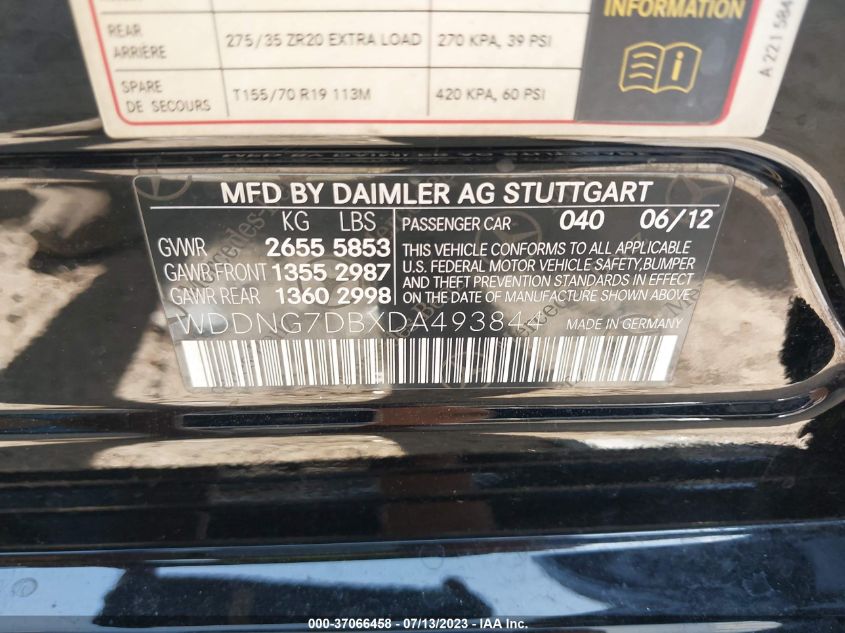 INFORMATION
REAR 275/35 ZR20 EXTRA LOAD 270 KPA, 39 PSI
ARRIÈRE
SPARE T155/70 R19 113M 420 KPA, 60 PSI
DE SECOURS
A 221 584
MFD BY DAIMLER AG STUTTGART
KG LBS PASSENGER CAR 040 06/12
GVWR 2655 5853
GAWR FRONT 1355 2987
GAWR REAR 1360 2998
THIS VEHICLE CONFORMS TO ALL APPLICABLE
U.S. FEDERAL MOTOR VEHICLE SAFETY,BUMPER
AND THEFT PREVENTION STANDARDS IN EFFECT
ON THE DATE OF MANUFACTURE SHOWN ABOVE.
MADE IN GERMANY
000-37066458 - 07/13/2023 - IAA Inc.